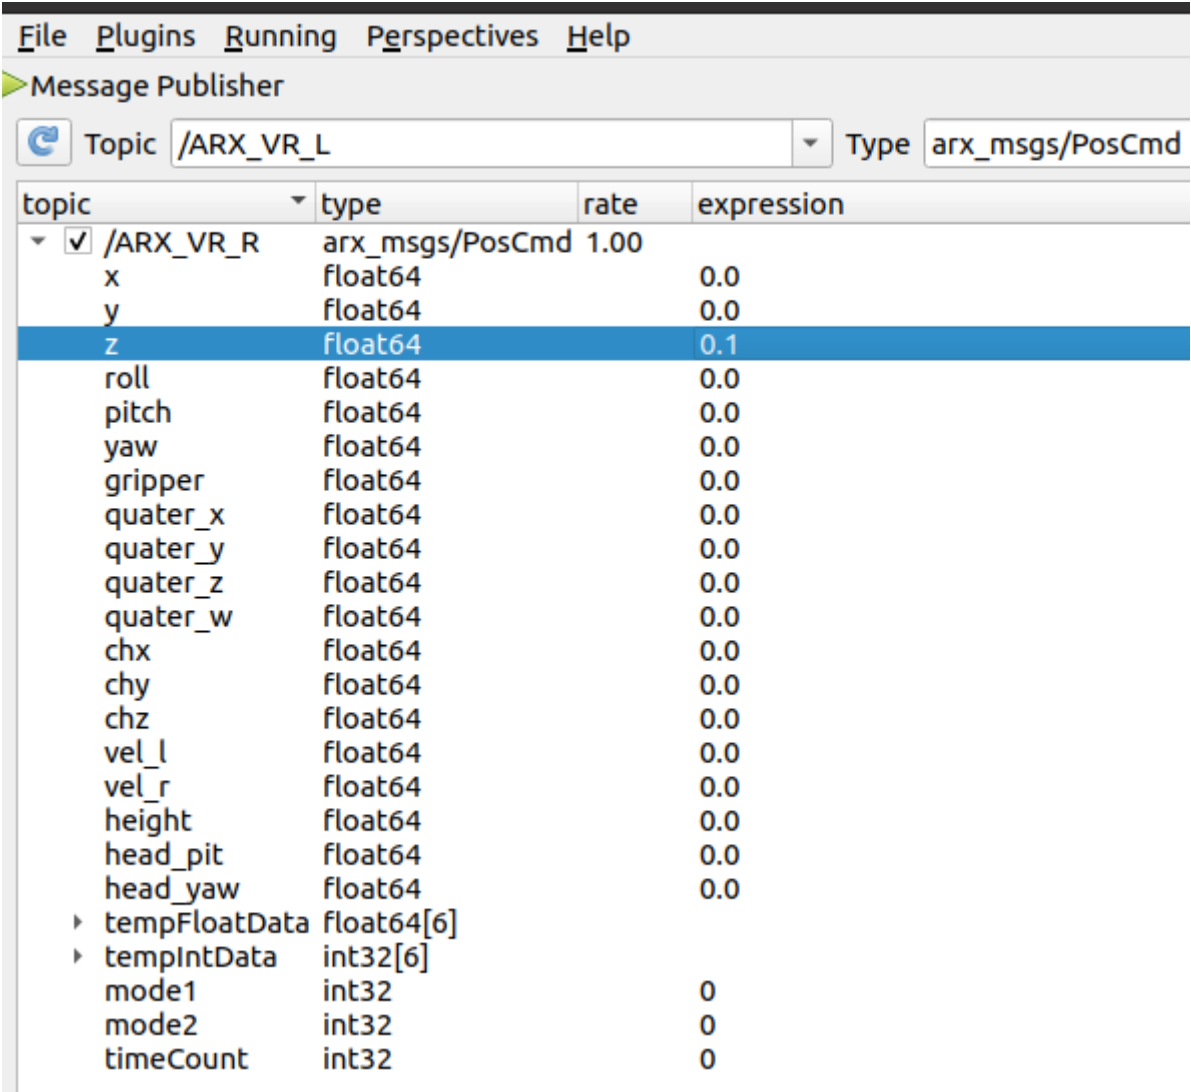 File Plugins Running Perspectives Help
Message Publisher
Topic /ARX_VR_L Type arx_msgs/PosCmd
topic type rate expression
/ARX_VR_R arx_msgs/PosCmd 1.00
x float64 0.0
y float64 0.0
z float64 0.1
roll float64 0.0
pitch float64 0.0
yaw float64 0.0
gripper float64 0.0
quater_x float64 0.0
quater_y float64 0.0
quater_z float64 0.0
quater_w float64 0.0
chx float64 0.0
chy float64 0.0
chz float64 0.0
vel_l float64 0.0
vel_r float64 0.0
height float64 0.0
head_pit float64 0.0
head_yaw float64 0.0
tempFloatData float64[6]
tempIntData int32[6]
mode1 int32 0
mode2 int32 0
timeCount int32 0